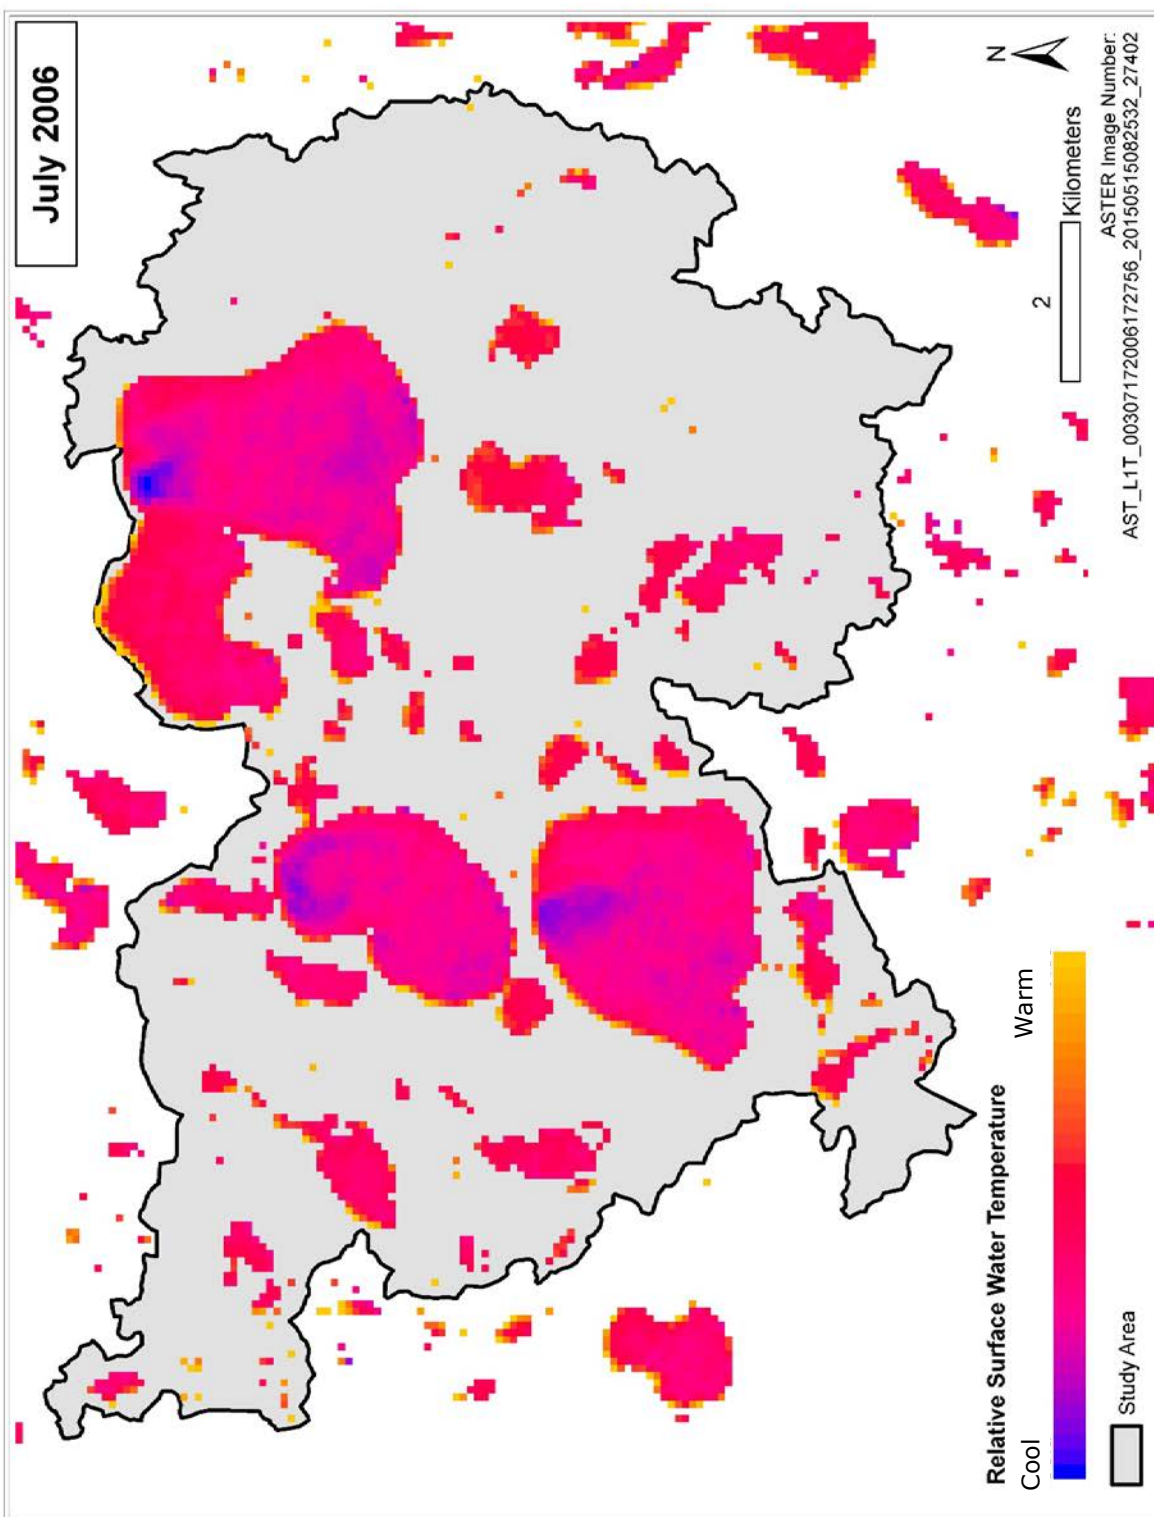 July 2006
N
2
Kilometers
ASTER Image Number:
AST_L1T_00307172006172756_20150515082532_27402
Relative Surface Water Temperature
Cool
Warm
Study Area